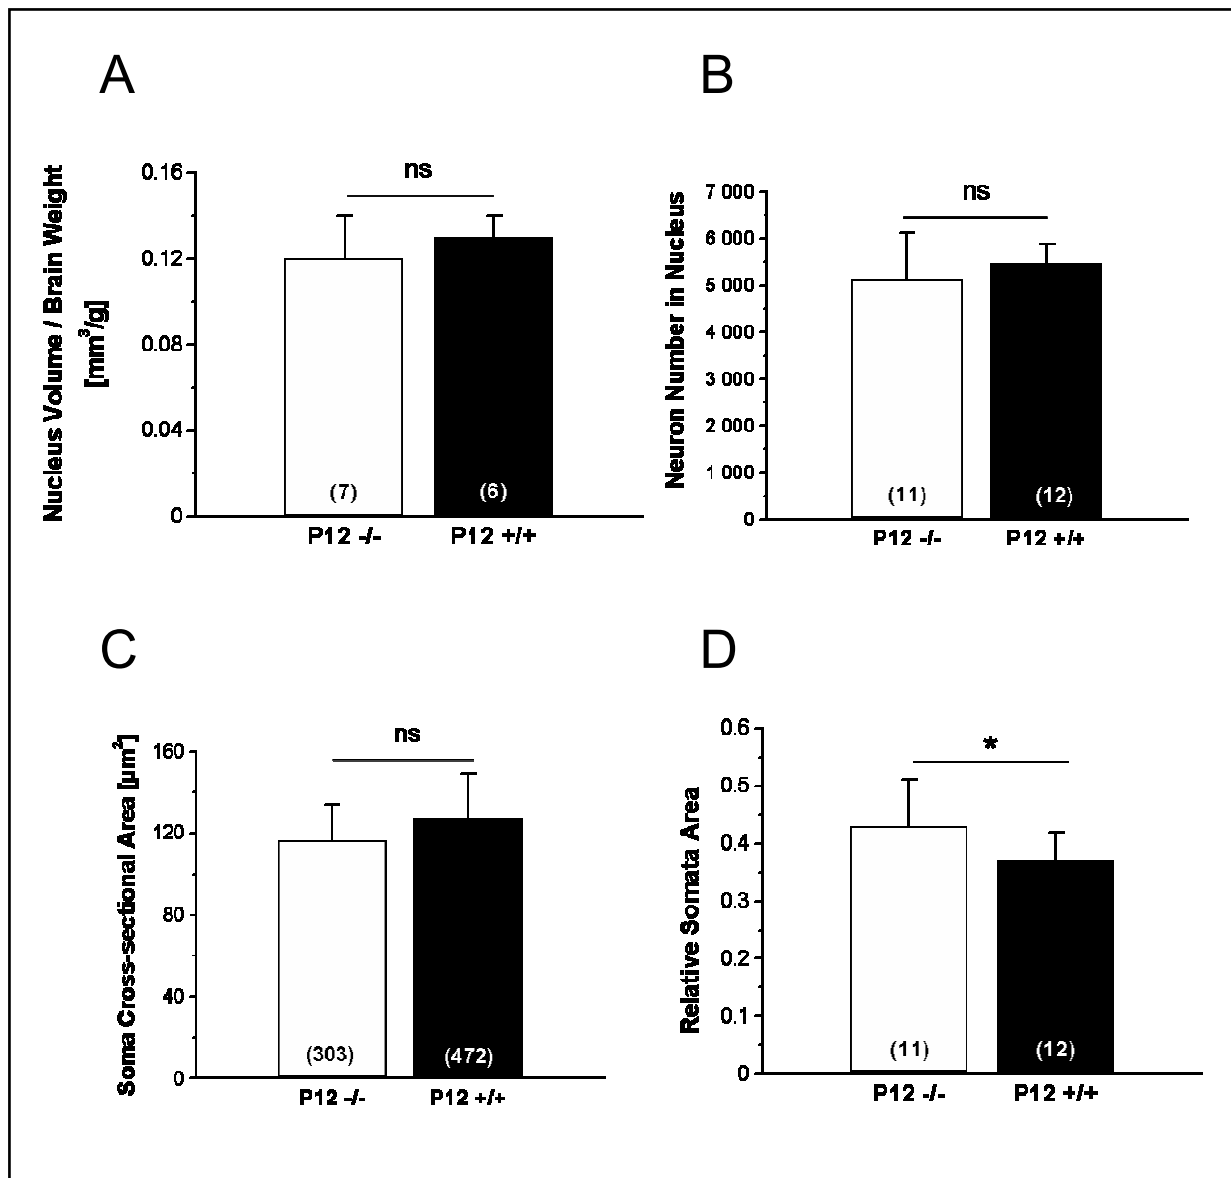 A
Nucleus Volume / Brain Weight
[mm³/g]
0.16
0.12
0.08
0.04
0
ns
(7)
(6)
P12 -/-
P12 +/+
B
Neuron Number in Nucleus
7 000
6 000
5 000
4 000
3 000
2 000
1 000
0
ns
(11)
(12)
P12 -/-
P12 +/+
C
Soma Cross-sectional Area [µm²]
160
120
80
40
0
ns
(303)
(472)
P12 -/-
P12 +/+
D
Relative Somata Area
0.6
0.5
0.4
0.3
0.2
0.1
0
*
(11)
(12)
P12 -/-
P12 +/+